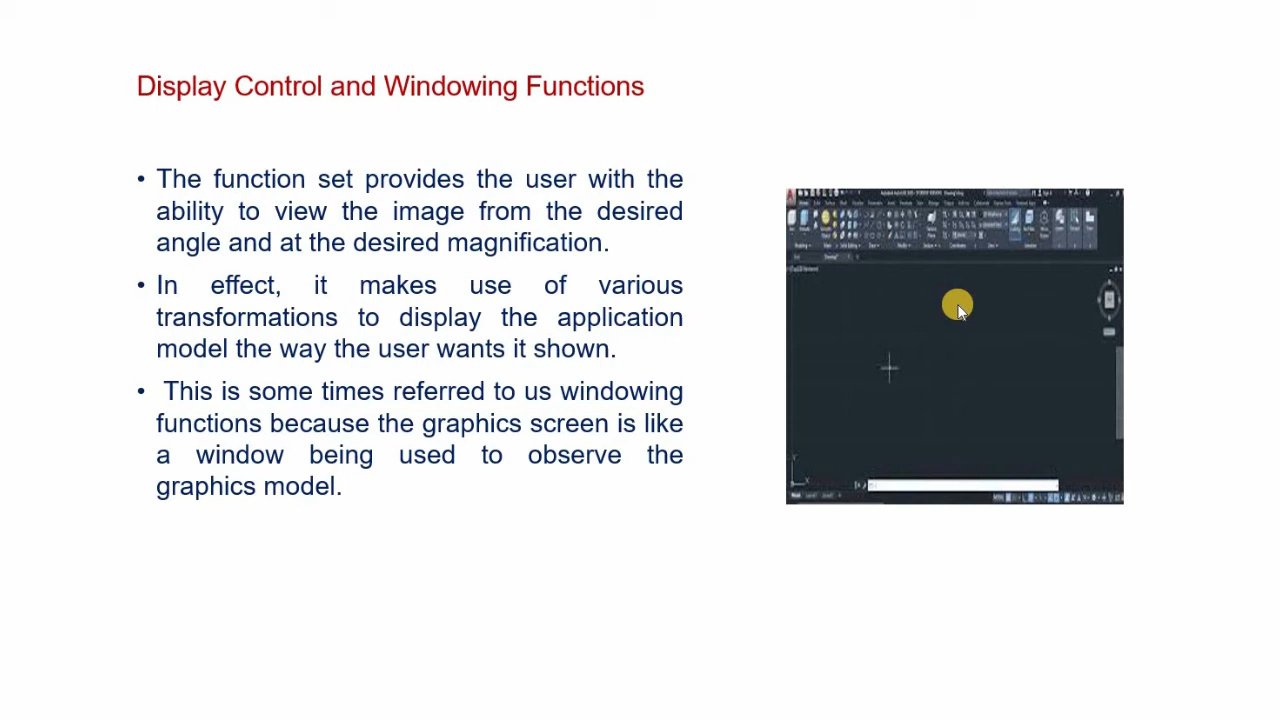 Display Control and Windowing Functions
• The function set provides the user with the
ability to view the image from the desired
angle and at the desired magnification.
• In effect, it makes use of various
transformations to display the application
model the way the user wants it shown.
• This is some times referred to us windowing
functions because the graphics screen is like
a window being used to observe the
graphics model.